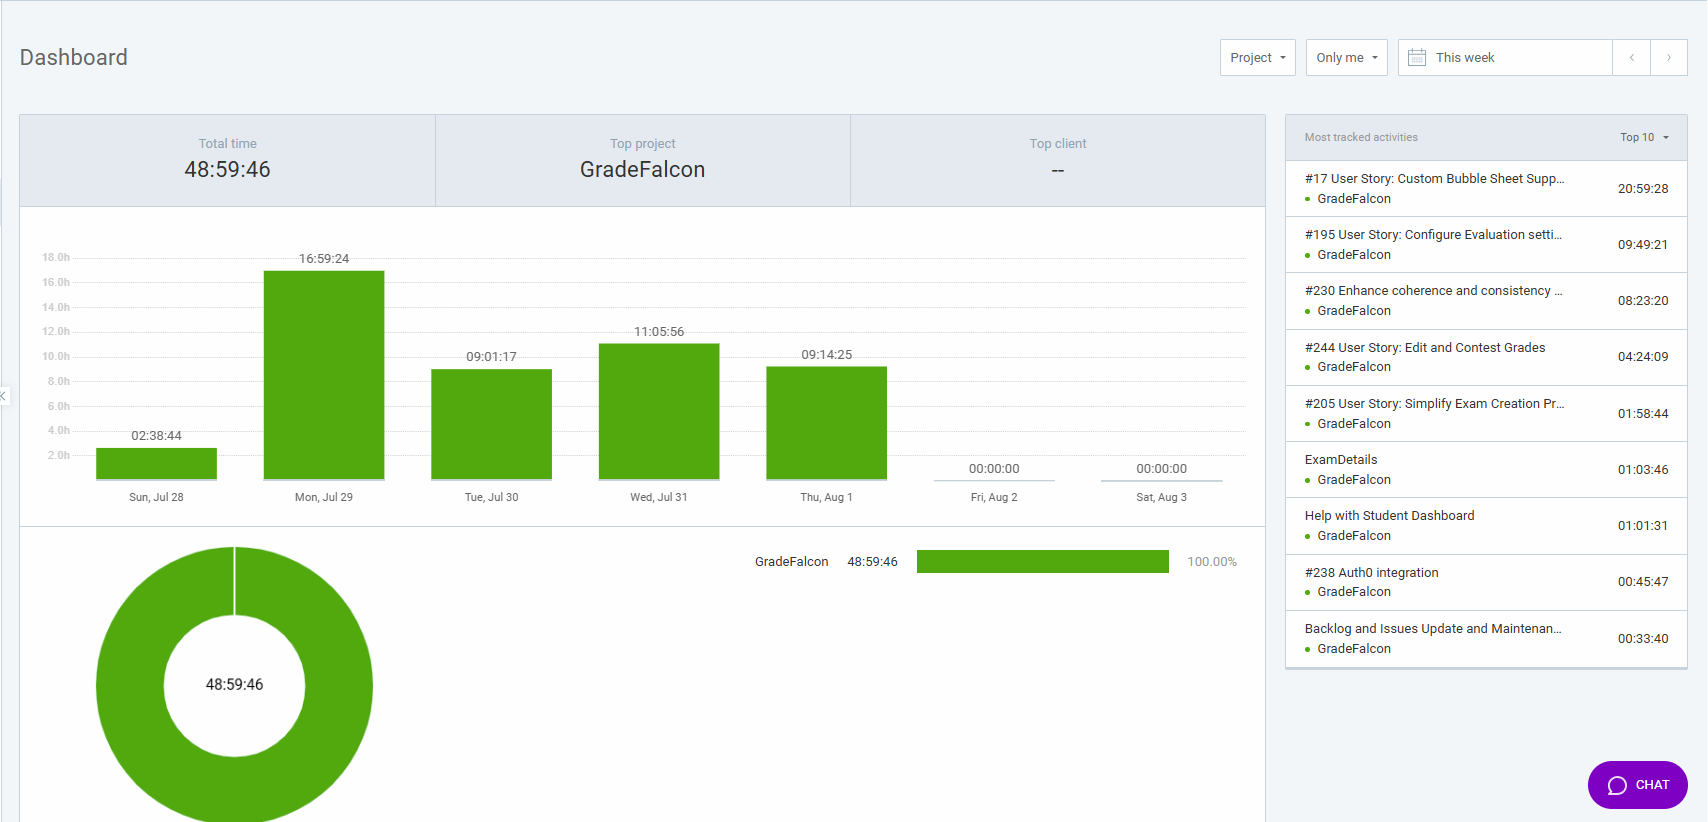 Dashboard
Project
Only me
This week
Total time
48:59:46
Top project
GradeFalcon
Top client
--
18.0h
16.0h
14.0h
12.0h
10.0h
8.0h
6.0h
4.0h
2.0h
02:38:44
16:59:24
09:01:17
11:05:56
09:14:25
00:00:00
00:00:00
Sun, Jul 28
Mon, Jul 29
Tue, Jul 30
Wed, Jul 31
Thu, Aug 1
Fri, Aug 2
Sat, Aug 3
48:59:46
GradeFalcon 48:59:46 100.00%
Most tracked activities Top 10
#17 User Story: Custom Bubble Sheet Supp...
GradeFalcon
20:59:28
#195 User Story: Configure Evaluation setti...
GradeFalcon
09:49:21
#230 Enhance coherence and consistency ...
GradeFalcon
08:23:20
#244 User Story: Edit and Contest Grades
GradeFalcon
04:24:09
#205 User Story: Simplify Exam Creation Pr...
GradeFalcon
01:58:44
ExamDetails
GradeFalcon
01:03:46
Help with Student Dashboard
GradeFalcon
01:01:31
#238 Auth0 integration
GradeFalcon
00:45:47
Backlog and Issues Update and Maintenan...
GradeFalcon
00:33:40
CHAT